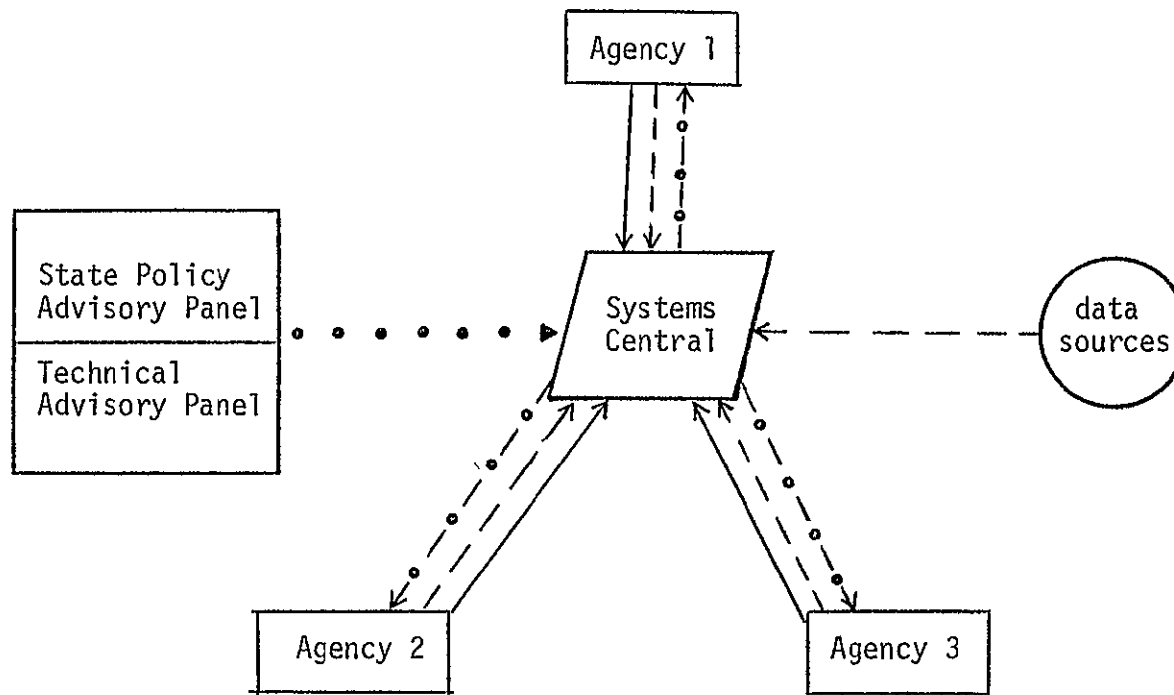 Agency 1
State Policy
Advisory Panel
Technical
Advisory Panel
Systems
Central
data
sources
Agency 2
Agency 3